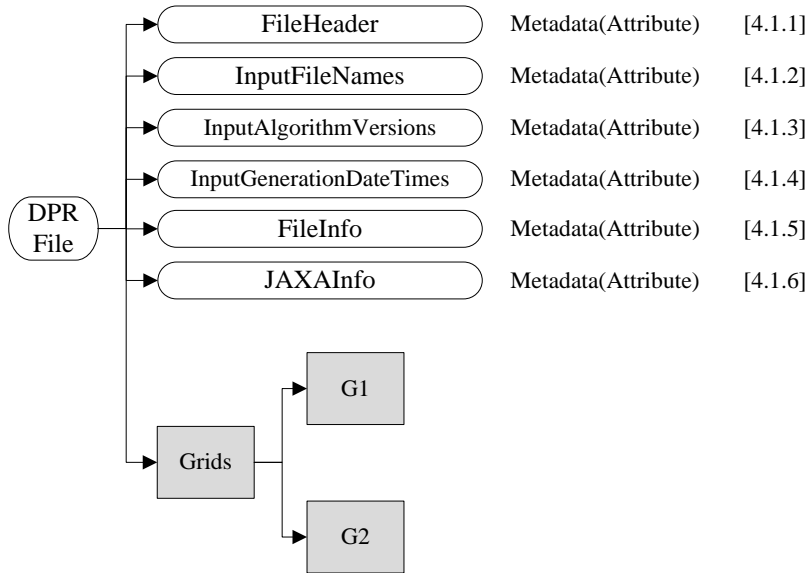 FileHeader Metadata(Attribute) [4.1.1]
InputFileNames Metadata(Attribute) [4.1.2]
InputAlgorithmVersions Metadata(Attribute) [4.1.3]
InputGenerationDateTimes Metadata(Attribute) [4.1.4]
DPR
File
FileInfo Metadata(Attribute) [4.1.5]
JAXAInfo Metadata(Attribute) [4.1.6]
G1
Grids
G2